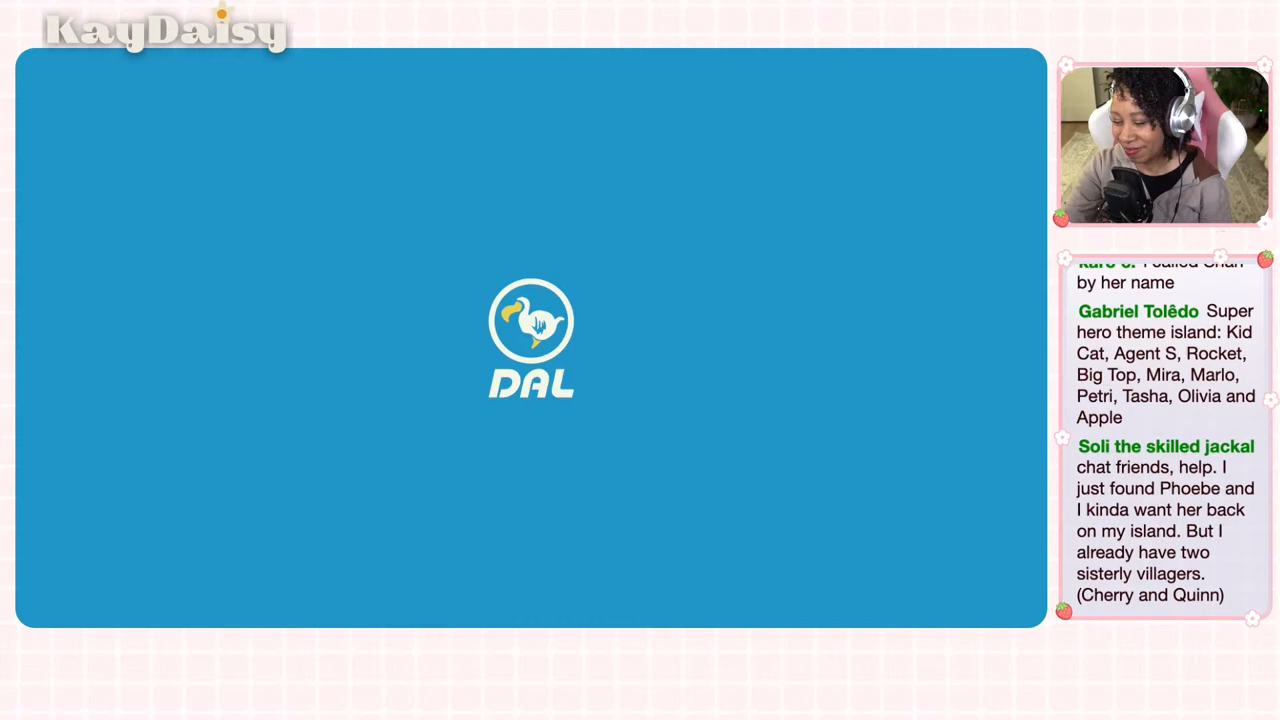 KayDaisy
DAL
by her name
Gabriel Tolêdo Super
hero theme island: Kid
Cat, Agent S, Rocket,
Big Top, Mira, Marlo,
Petri, Tasha, Olivia and
Apple
Soli the skilled jackal
chat friends, help. I
just found Phoebe and
I kinda want her back
on my island. But I
already have two
sisterly villagers.
(Cherry and Quinn)